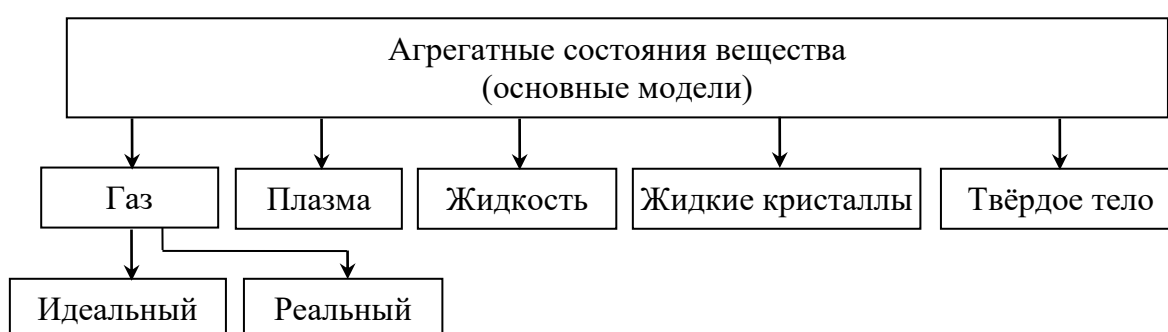 Агрегатные состояния вещества
(основные модели)
Газ
Плазма
Жидкость
Жидкие кристаллы
Твёрдое тело
Идеальный
Реальный